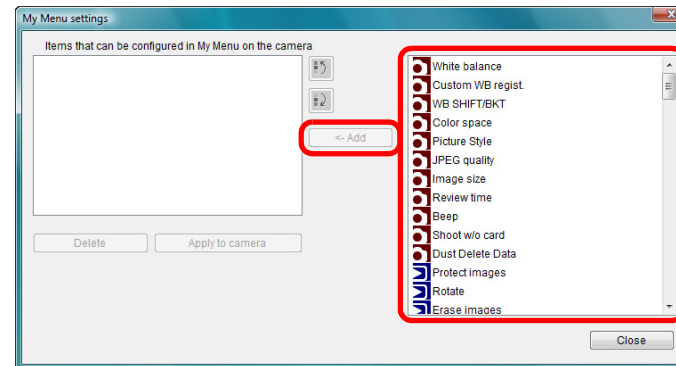 My Menu settings
Items that can be configured in My Menu on the camera
<- Add
Delete
Apply to camera
White balance
Custom WB regist.
WB SHIFT/BKT
Color space
Picture Style
JPEG quality
Image size
Review time
Beep
Shoot w/o card
Dust Delete Data
Protect images
Rotate
Erase images
Close